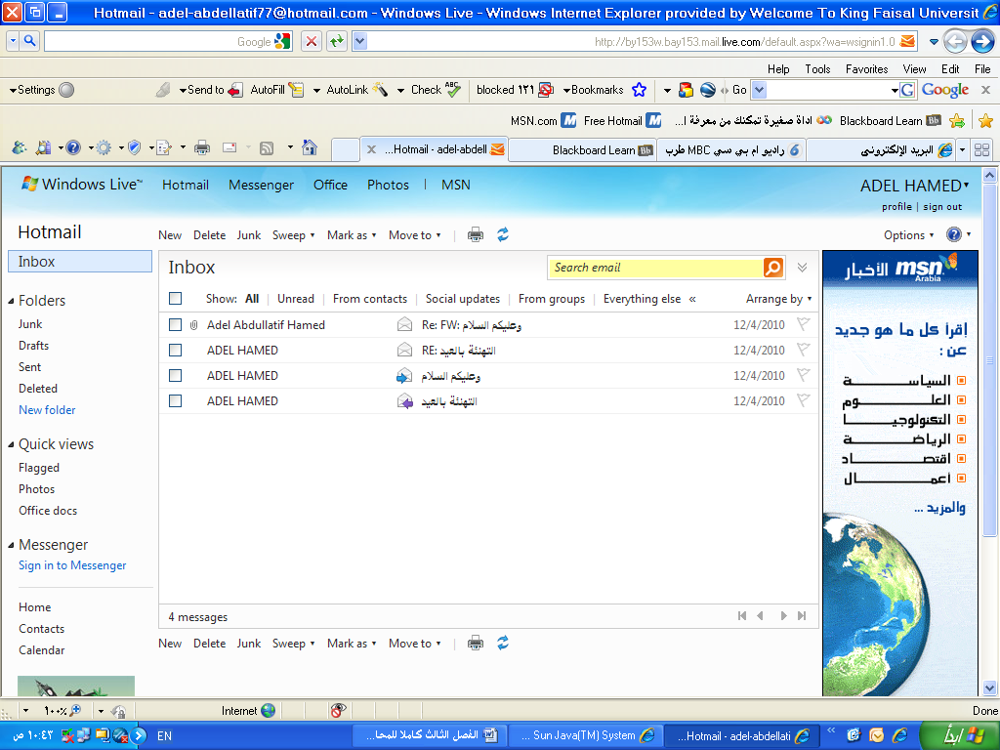 Hotmail - adel-abdellatif77@hotmail.com - Windows Live - Windows Internet Explorer provided by Welcome To King Faisal Universit
Google
http://by153w.bay153.mail.live.com/default.aspx?wa=wsignin1.0
Help Tools Favorites View Edit File
Settings Send to AutoFill AutoLink Check ABC blocked ١٢١ Bookmarks Go G Google
MSN.com Free Hotmail اداة صغيرة تمكنك من معرفة ا... Blackboard Learn Bb
...Hotmail - adel-abdell Blackboard Learn Bb راديو ام بي سي MBC طرب البريد الإلكتروني
Windows Live™ Hotmail Messenger Office Photos | MSN ADEL HAMED
profile | sign out
Hotmail
New Delete Junk Sweep Mark as Move to Options
Inbox
Inbox
Search email
Show: All Unread From contacts Social updates From groups Everything else « Arrange by
Adel Abdullatif Hamed Re: FW: وعليكم السلام 12/4/2010
ADEL HAMED RE: التهنئة بالعيد 12/4/2010
ADEL HAMED وعليكم السلام 12/4/2010
ADEL HAMED التهنئة بالعيد 12/4/2010
Folders
Junk
Drafts
Sent
Deleted
New folder
Quick views
Flagged
Photos
Office docs
Messenger
Sign in to Messenger
Home
Contacts
Calendar
4 messages
New Delete Junk Sweep Mark as Move to
msn الأخبار
Arabia
إقرأ كل ما هو جديد
عن :
السياسـة
العلـوم
التكنولوجيـا
الرياضـة
اقتصـاد
أعمـال
والمزيد ...
١٠٠% Internet Done
١٠:٤٣ ص EN الفصل الثالث كاملا للمحا... ... Sun Java(TM) System ...Hotmail - adel-abdellati ابدأ